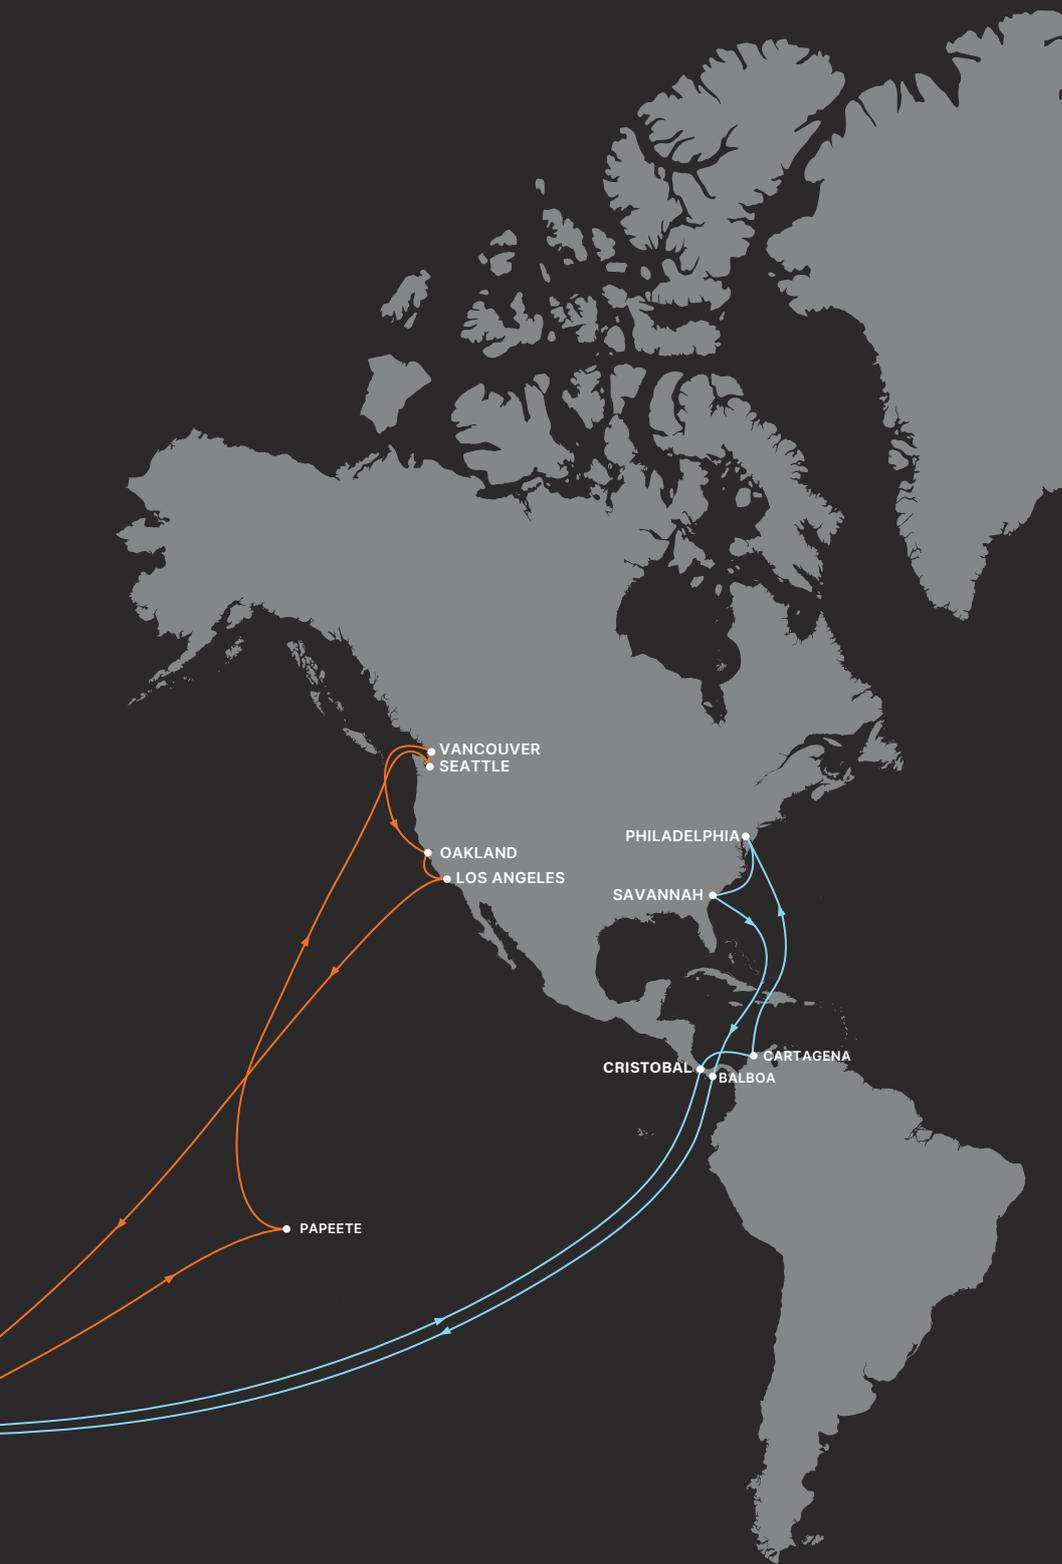 VANCOUVER
SEATTLE
PHILADELPHIA
OAKLAND
LOS ANGELES
SAVANNAH
CARTAGENA
CRISTOBAL
BALBOA
PAPEETE